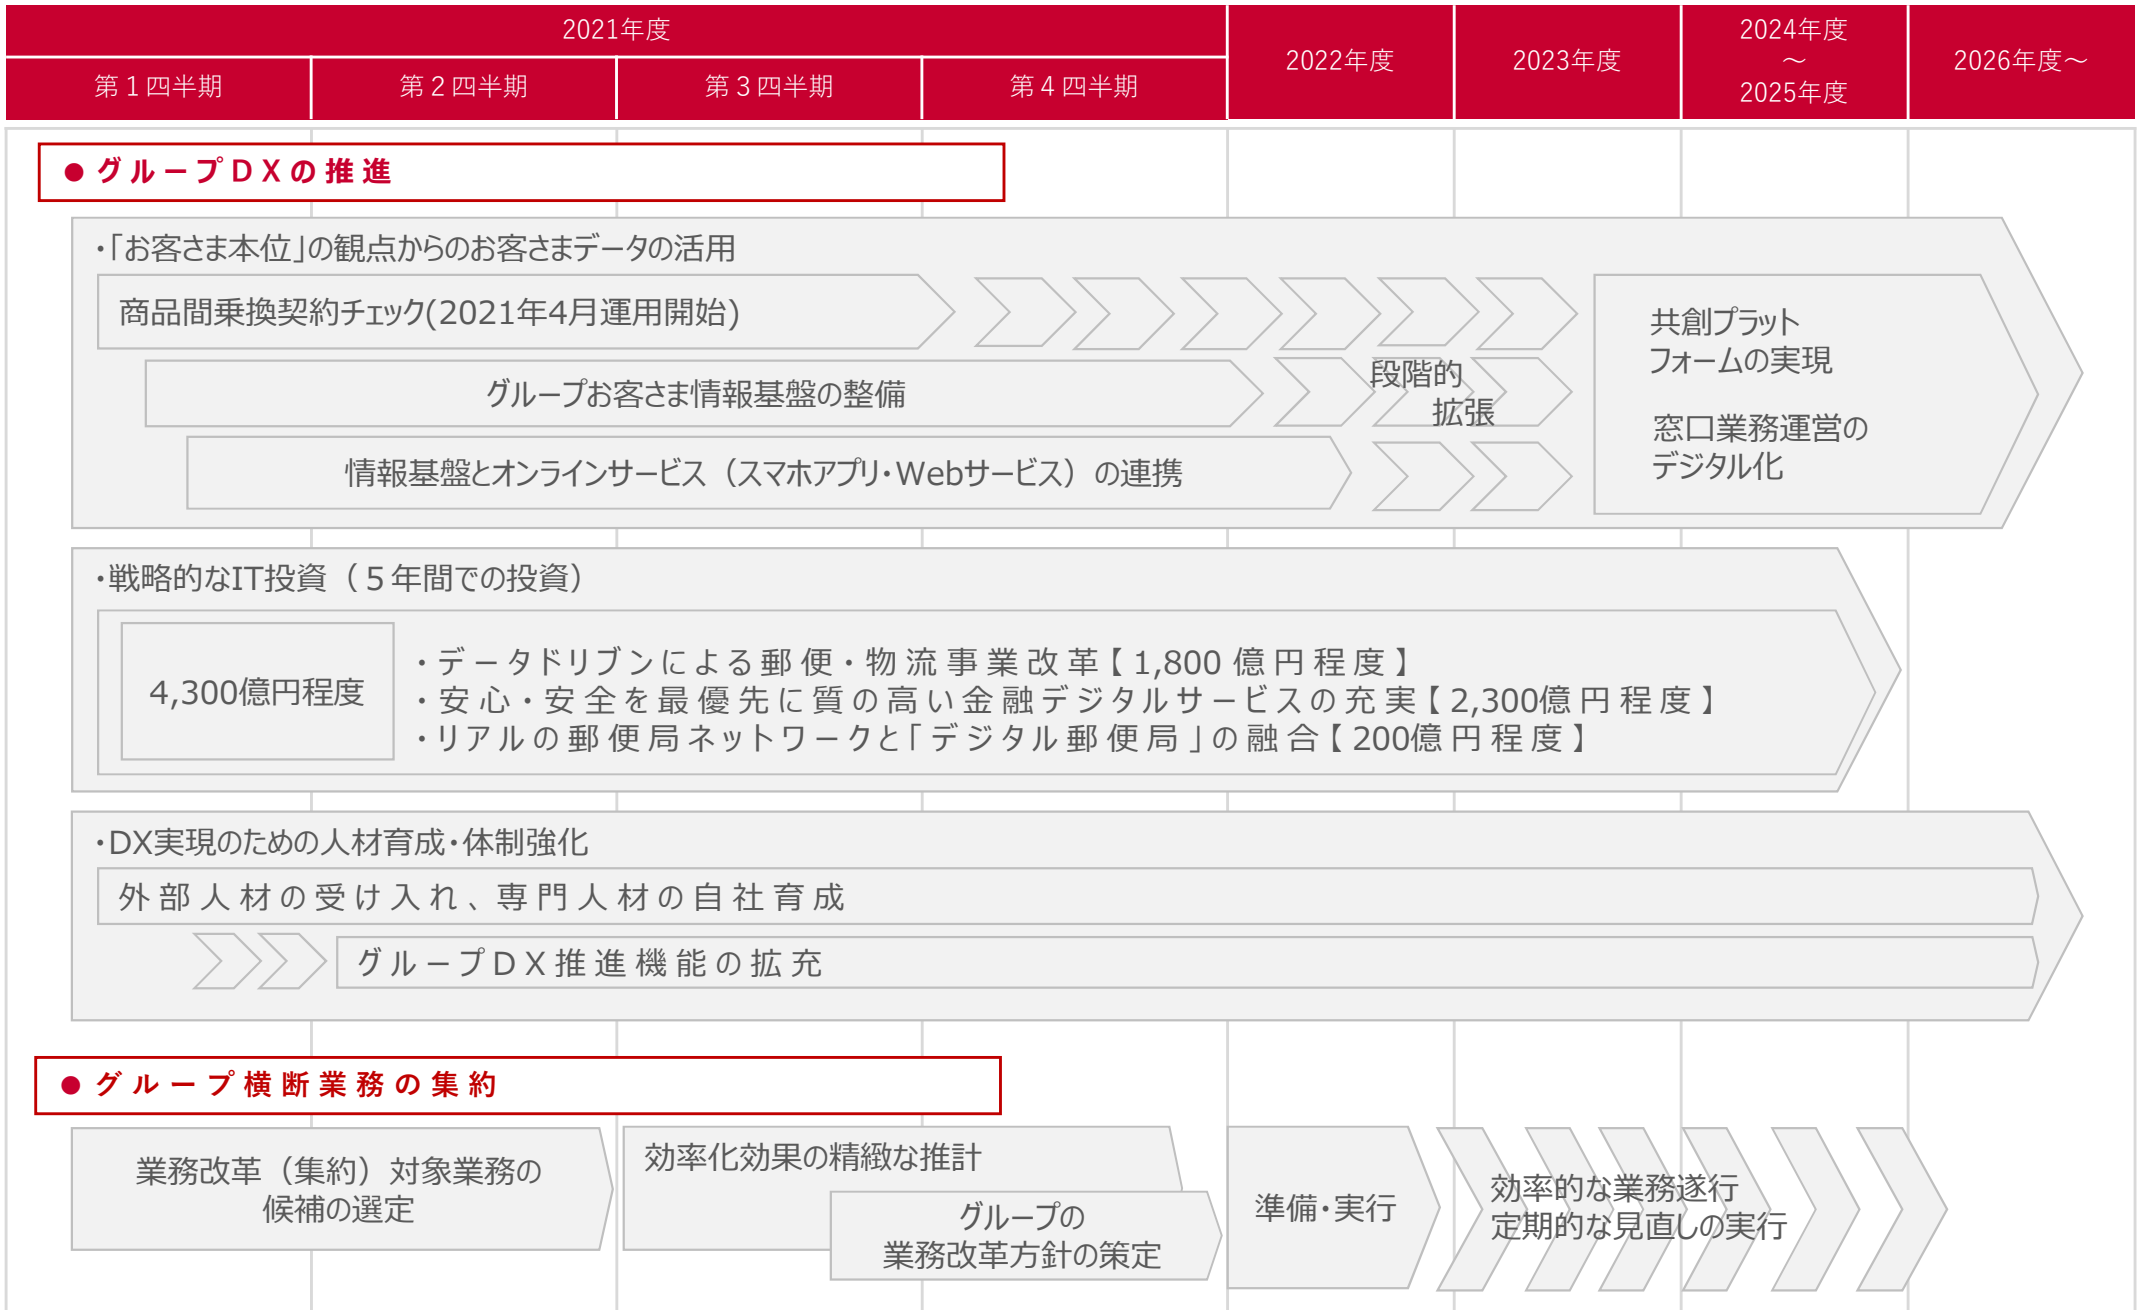 2021年度
第１四半期
第２四半期
第３四半期
第４四半期
2022年度
2023年度
2024年度
～
2025年度
2026年度～
●グループＤＸの推進
・「お客さま本位」の観点からのお客さまデータの活用
商品間乗換契約チェック(2021年4月運用開始)
グループお客さま情報基盤の整備
段階的
拡張
情報基盤とオンラインサービス（スマホアプリ・Webサービス）の連携
共創プラット
フォームの実現
窓口業務運営の
デジタル化
・戦略的なIT投資（５年間での投資）
4,300億円程度
・データドリブンによる郵便・物流事業改革【1,800億円程度】
・安心・安全を最優先に質の高い金融デジタルサービスの充実【2,300億円程度】
・リアルの郵便局ネットワークと「デジタル郵便局」の融合【200億円程度】
・DX実現のための人材育成・体制強化
外部人材の受け入れ、専門人材の自社育成
グループＤＸ推進機能の拡充
●グループ横断業務の集約
業務改革（集約）対象業務の
候補の選定
効率化効果の精緻な推計
グループの
業務改革方針の策定
準備・実行
効率的な業務遂行
定期的な見直しの実行